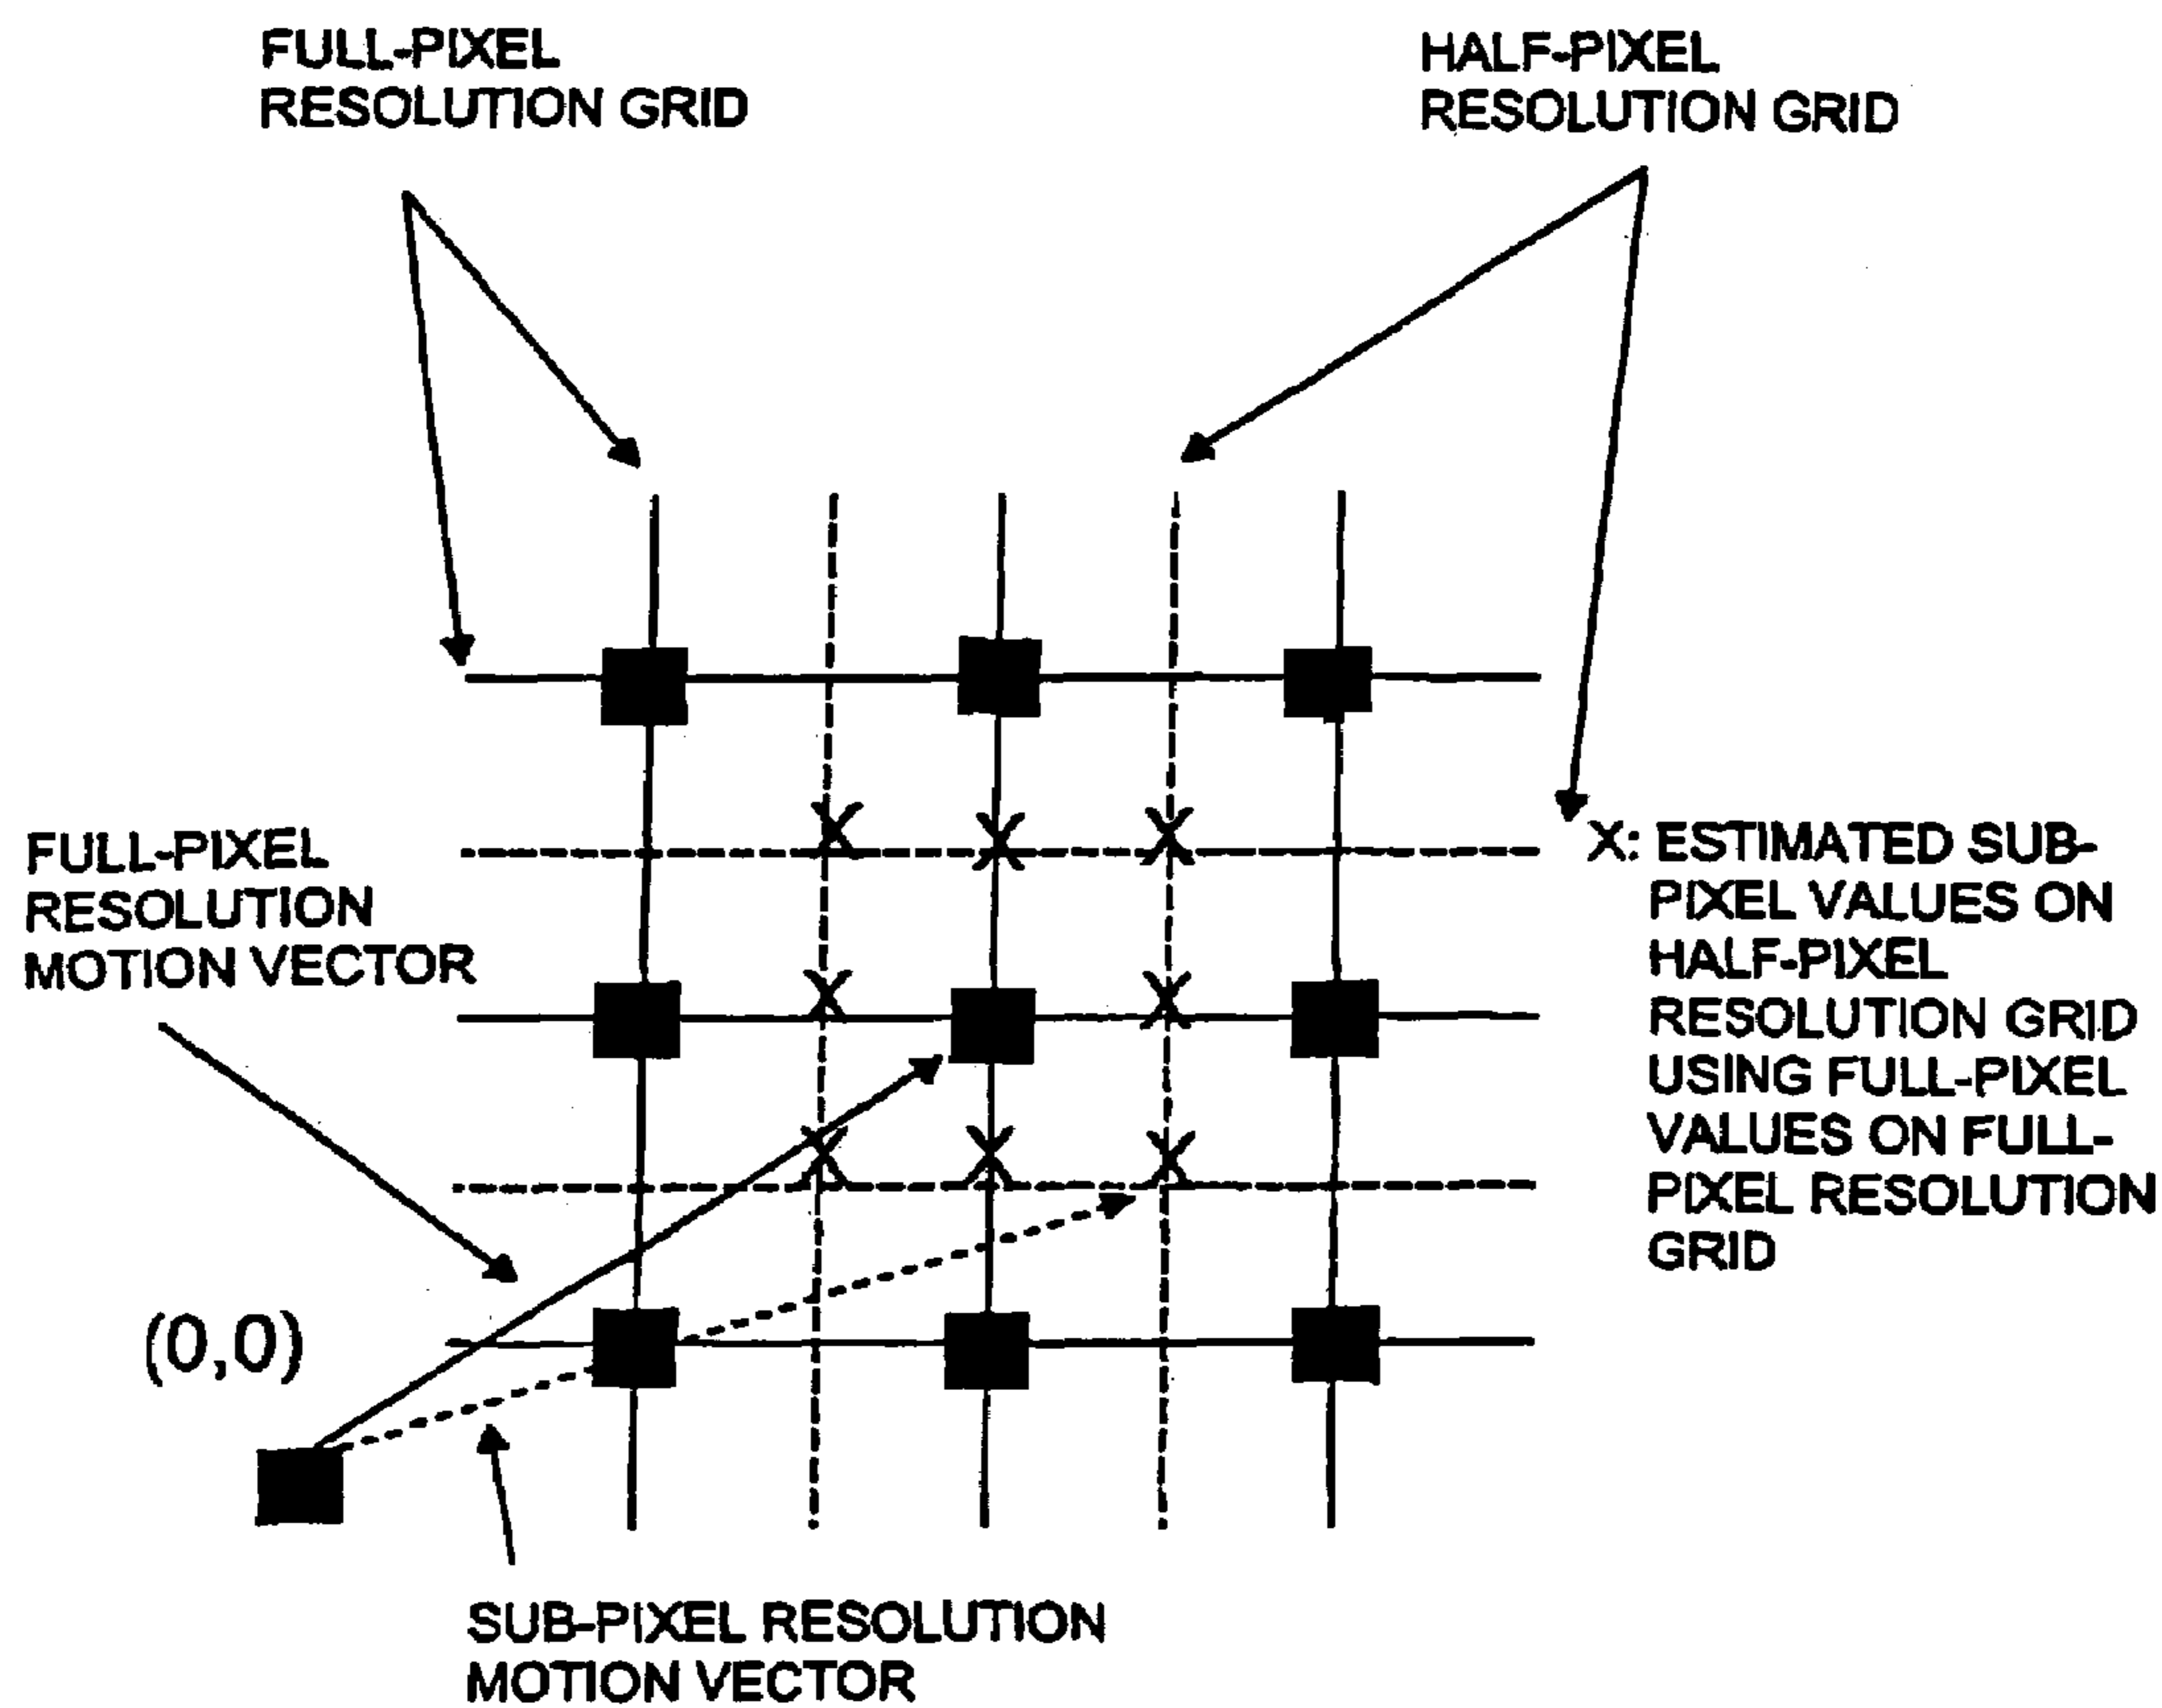 FULL-PIXEL
RESOLUTION GRID
HALF-PIXEL
RESOLUTION GRID
FULL-PIXEL
RESOLUTION
MOTION VECTOR
X: ESTIMATED SUB-
PIXEL VALUES ON
HALF-PIXEL
RESOLUTION GRID
USING FULL-PIXEL
VALUES ON FULL-
PIXEL RESOLUTION
GRID
(0,0)
SUB-PIXEL RESOLUTION
MOTION VECTOR